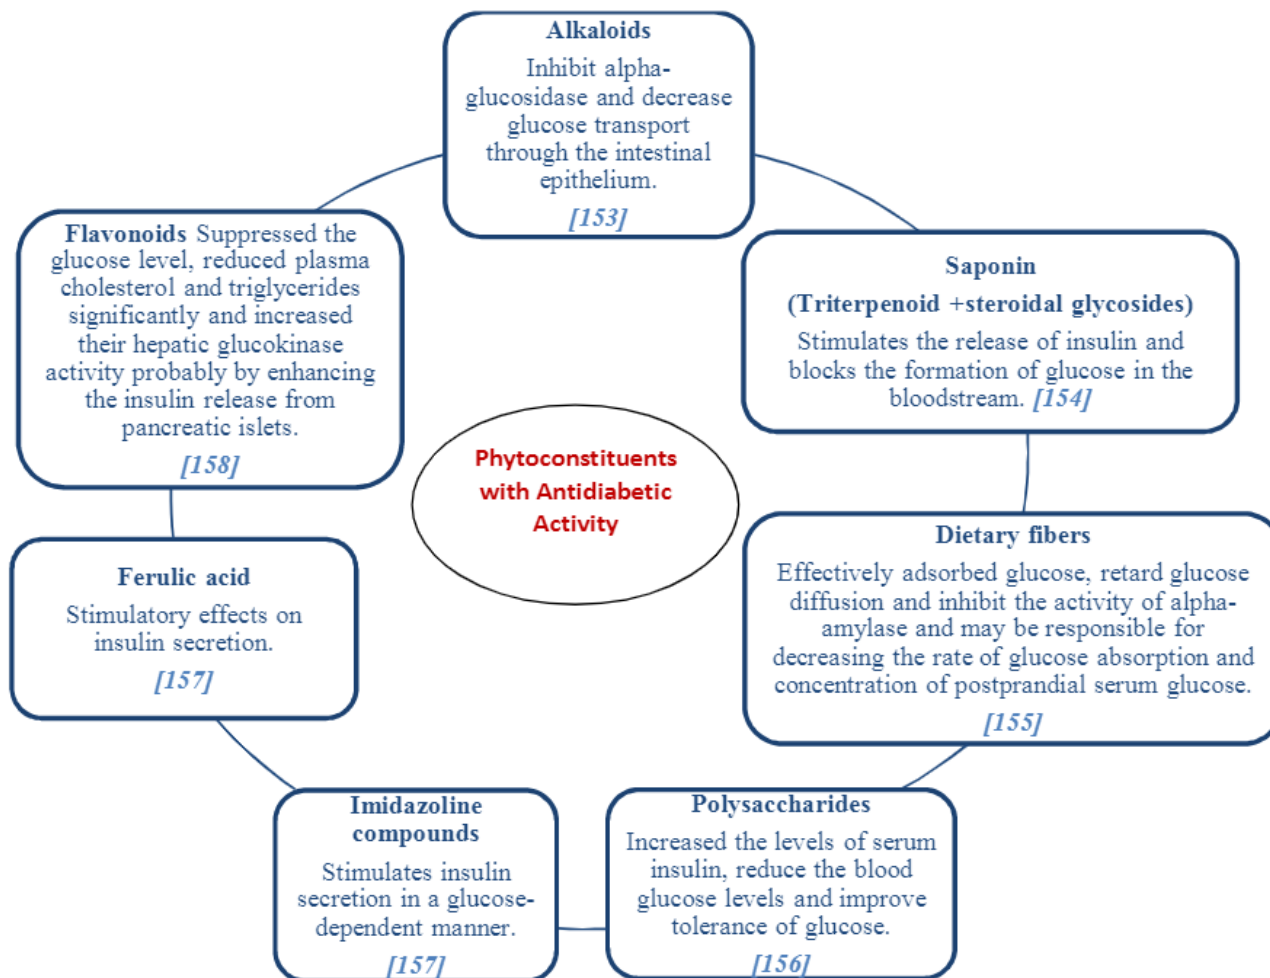 Alkaloids
Inhibit alpha-
glucosidase and decrease
glucose transport
through the intestinal
epithelium.
[153]
Saponin
(Triterpenoid +steroidal glycosides)
Stimulates the release of insulin and
blocks the formation of glucose in the
bloodstream. [154]
Dietary fibers
Effectively adsorbed glucose, retard glucose
diffusion and inhibit the activity of alpha-
amylase and may be responsible for
decreasing the rate of glucose absorption and
concentration of postprandial serum glucose.
[155]
Polysaccharides
Increased the levels of serum
insulin, reduce the blood
glucose levels and improve
tolerance of glucose.
[156]
Imidazoline
compounds
Stimulates insulin
secretion in a glucose-
dependent manner.
[157]
Ferulic acid
Stimulatory effects on
insulin secretion.
[157]
Flavonoids Suppressed the
glucose level, reduced plasma
cholesterol and triglycerides
significantly and increased
their hepatic glucokinase
activity probably by enhancing
the insulin release from
pancreatic islets.
[158]
Phytoconstituents
with Antidiabetic
Activity